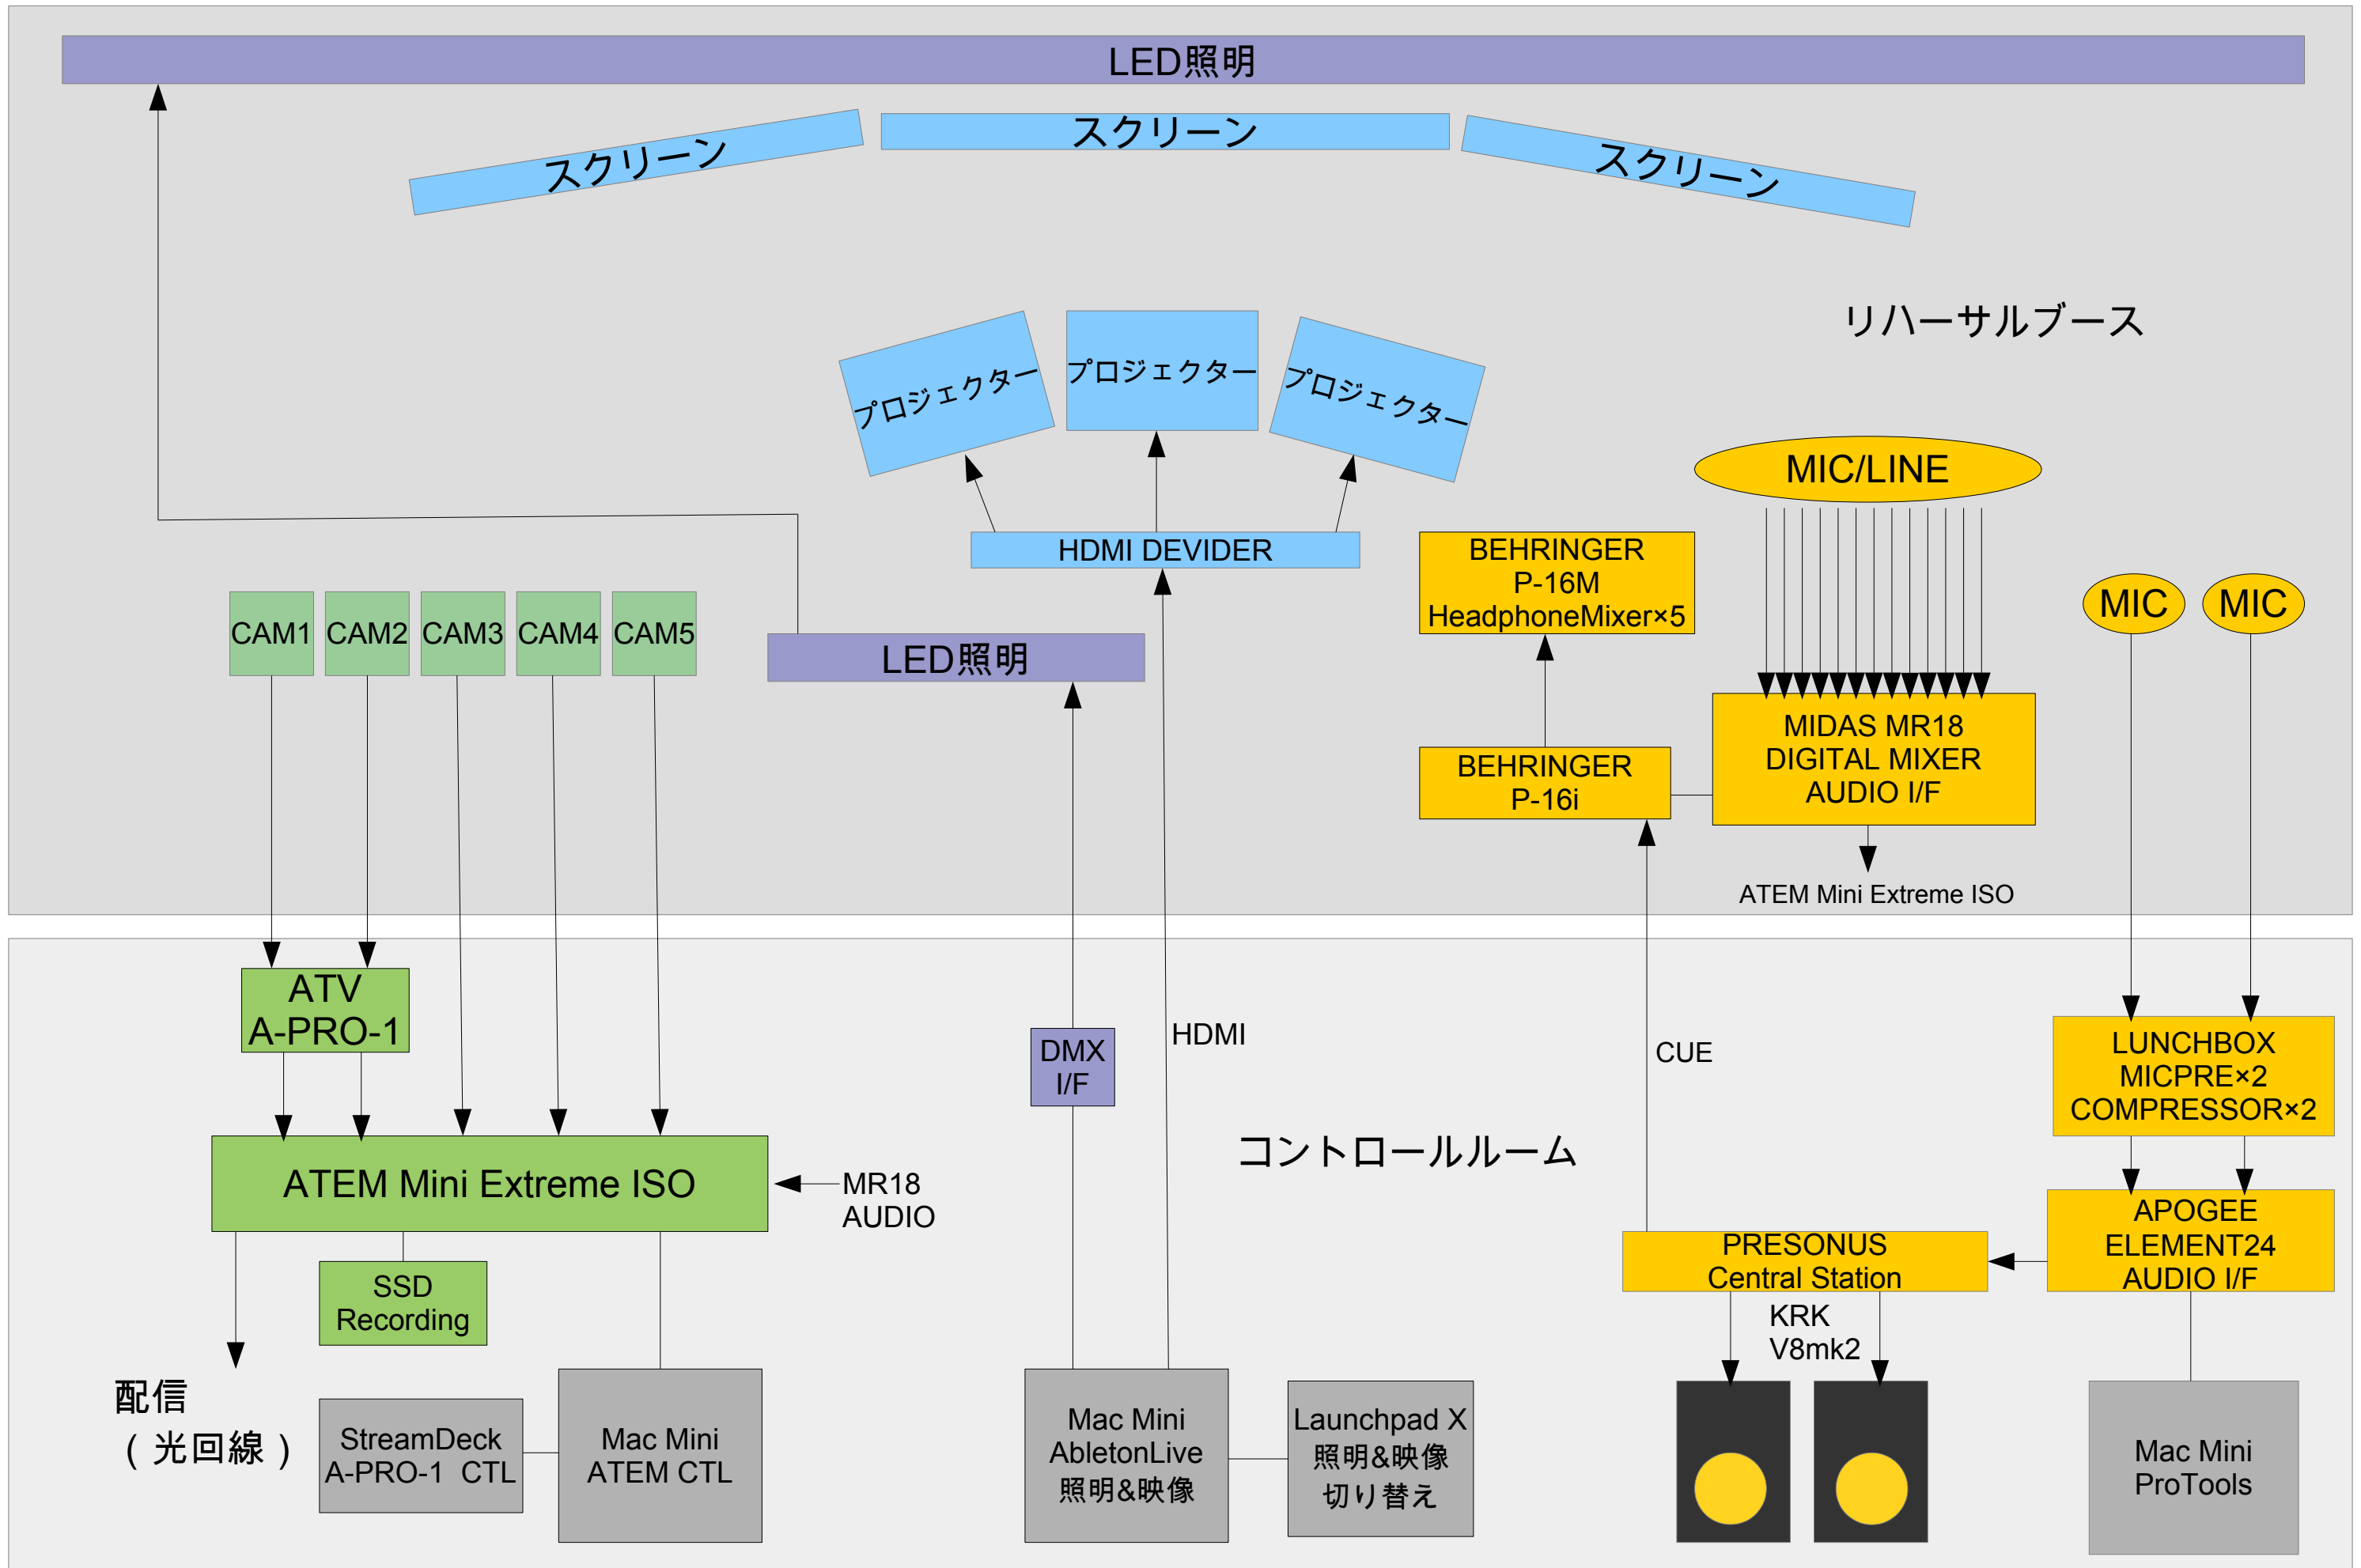 LED照明
スクリーン
スクリーン
スクリーン
リハーサルブース
プロジェクター
プロジェクター
プロジェクター
MIC/LINE
HDMI DEVIDER
BEHRINGER
P-16M
HeadphoneMixer×5
MIC
MIC
CAM1
CAM2
CAM3
CAM4
CAM5
LED照明
MIDAS MR18
DIGITAL MIXER
AUDIO I/F
BEHRINGER
P-16i
ATEM Mini Extreme ISO
ATV
A-PRO-1
DMX
I/F
HDMI
CUE
LUNCHBOX
MICPRE×2
COMPRESSOR×2
コントロールルーム
ATEM Mini Extreme ISO
MR18
AUDIO
APOGEE
ELEMENT24
AUDIO I/F
PRESONUS
Central Station
SSD
Recording
KRK
V8mk2
配信
(光回線)
StreamDeck
A-PRO-1 CTL
Mac Mini
ATEM CTL
Mac Mini
AbletonLive
照明&映像
Launchpad X
照明&映像
切り替え
Mac Mini
ProTools